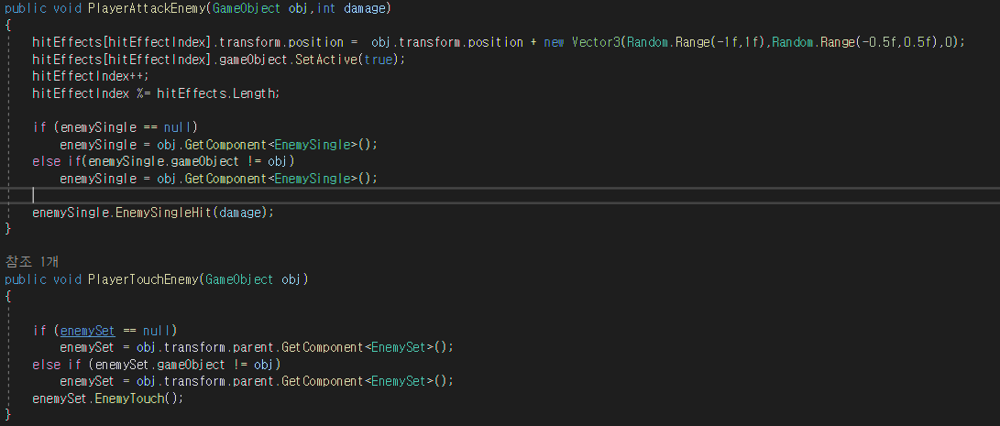 public void PlayerAttackEnemy(GameObject obj,int damage)
{
hitEffects[hitEffectIndex].transform.position =  obj.transform.position + new Vector3(Random.Range(-1f,1f),Random.Range(-0.5f,0.5f),0);
hitEffects[hitEffectIndex].gameObject.SetActive(true);
hitEffectIndex++;
hitEffectIndex %= hitEffects.Length;
if (enemySingle == null)
enemySingle = obj.GetComponent<EnemySingle>();
else if(enemySingle.gameObject != obj)
enemySingle = obj.GetComponent<EnemySingle>();
enemySingle.EnemySingleHit(damage);
}
참조 1개
public void PlayerTouchEnemy(GameObject obj)
{
if (enemySet == null)
enemySet = obj.transform.parent.GetComponent<EnemySet>();
else if (enemySet.gameObject != obj)
enemySet = obj.transform.parent.GetComponent<EnemySet>();
enemySet.EnemyTouch();
}